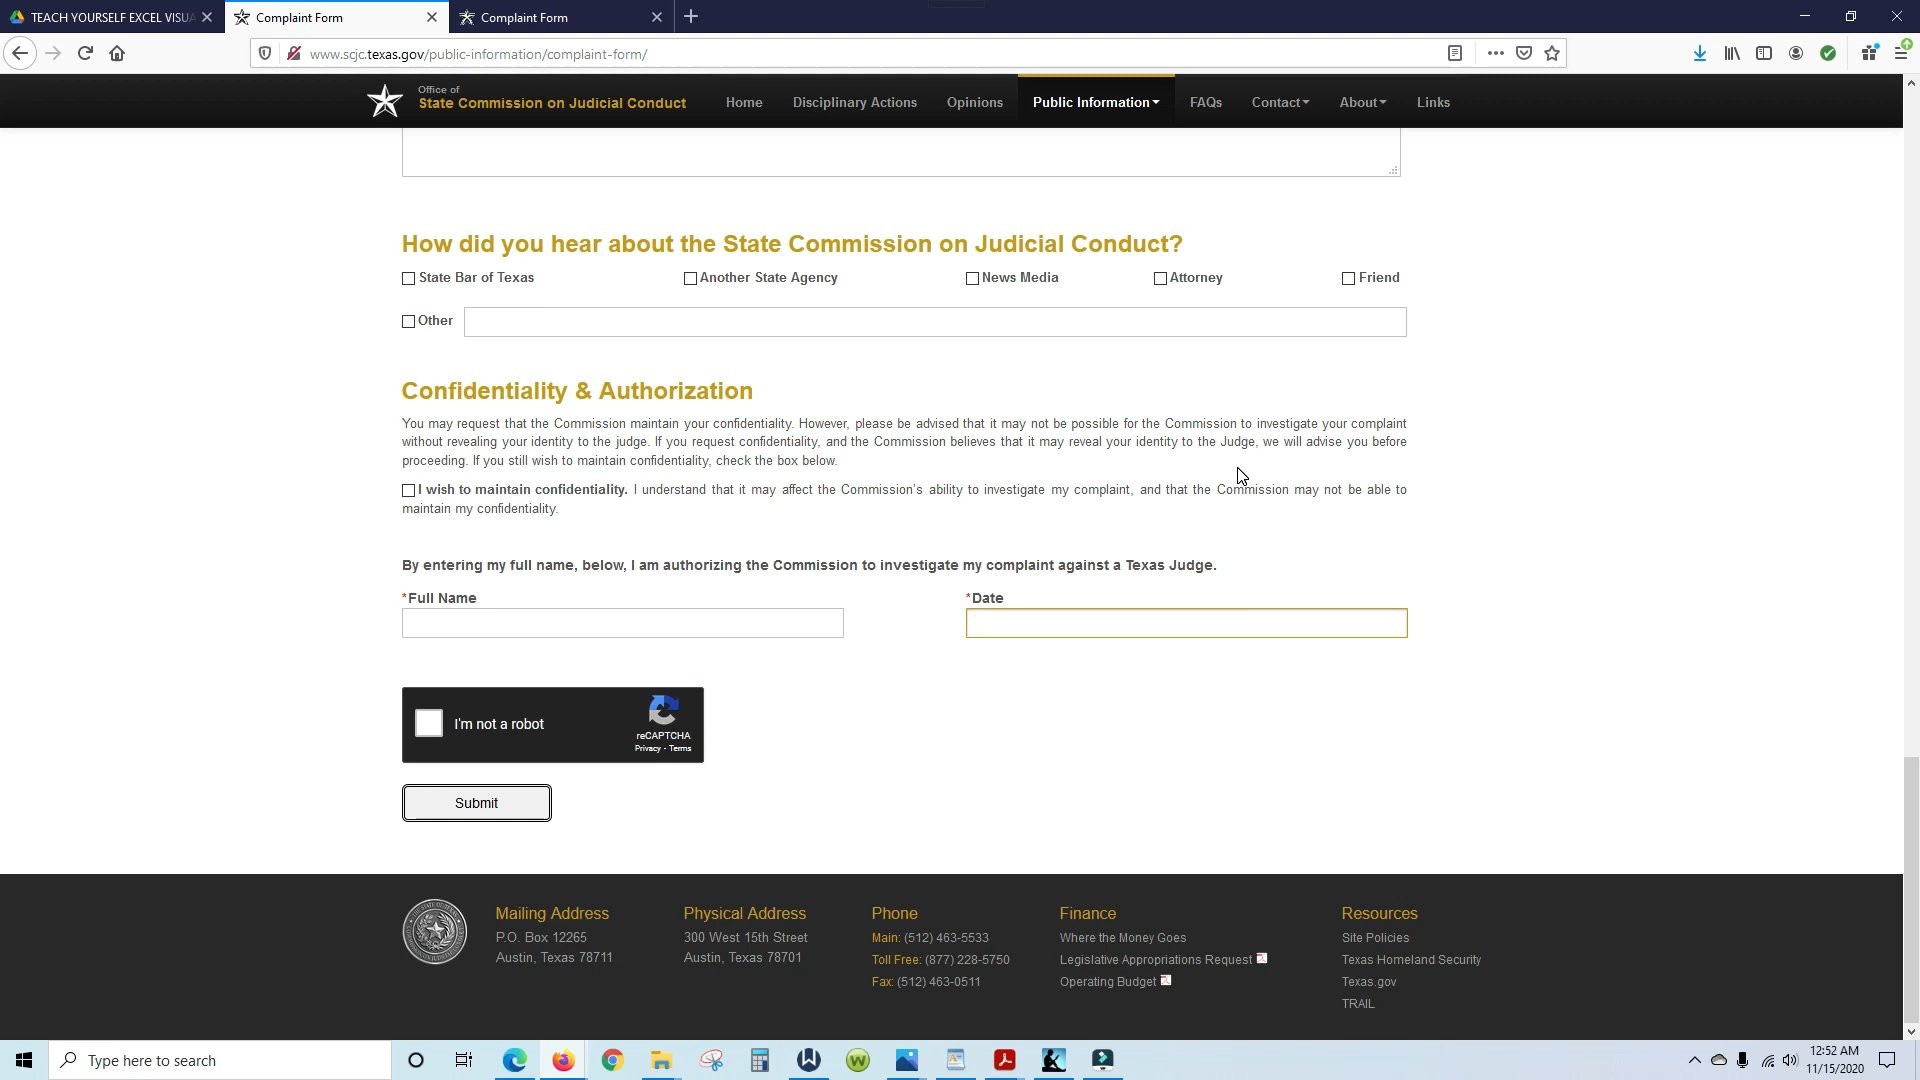 TEACH YOURSELF EXCEL VISUA
Complaint Form
Complaint Form
www.scjc.texas.gov/public-information/complaint-form/
Office of
State Commission on Judicial Conduct
Home
Disciplinary Actions
Opinions
Public Information
FAQs
Contact
About
Links
How did you hear about the State Commission on Judicial Conduct?
State Bar of Texas
Another State Agency
News Media
Attorney
Friend
Other
Confidentiality & Authorization
You may request that the Commission maintain your confidentiality. However, please be advised that it may not be possible for the Commission to investigate your complaint
without revealing your identity to the judge. If you request confidentiality, and the Commission believes that it may reveal your identity to the Judge, we will advise you before
proceeding. If you still wish to maintain confidentiality, check the box below.
I wish to maintain confidentiality. I understand that it may affect the Commission's ability to investigate my complaint, and that the Commission may not be able to
maintain my confidentiality.
By entering my full name, below, I am authorizing the Commission to investigate my complaint against a Texas Judge.
*Full Name
*Date
I'm not a robot
reCAPTCHA
Privacy - Terms
Submit
Mailing Address
P.O. Box 12265
Austin, Texas 78711
Physical Address
300 West 15th Street
Austin, Texas 78701
Phone
Main: (512) 463-5533
Toll Free: (877) 228-5750
Fax: (512) 463-0511
Finance
Where the Money Goes
Legislative Appropriations Request
Operating Budget
Resources
Site Policies
Texas Homeland Security
Texas.gov
TRAIL
Type here to search
12:52 AM
11/15/2020